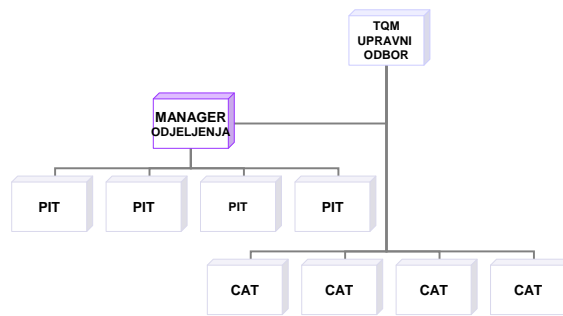 TQM
UPRAVNI
ODBOR
MANAGER
ODJELJENJA
PIT
PIT
PIT
PIT
CAT
CAT
CAT
CAT